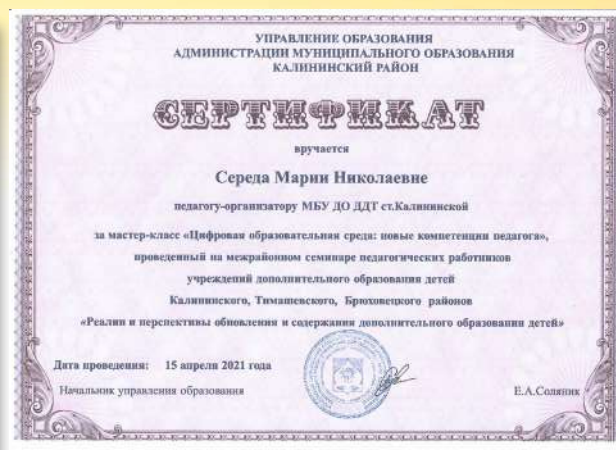 УПРАВЛЕНИЕ ОБРАЗОВАНИЯ
АДМИНИСТРАЦИИ МУНИЦИПАЛЬНОГО ОБРАЗОВАНИЯ
КАЛИНИНСКИЙ РАЙОН
СЕРТИФИКАТ
вручается
Середа Марии Николаевне
педагогу-организатору МБУ ДО ДДТ ст.Калининской
за мастер-класс «Цифровая образовательная среда: новые компетенции педагога»,
проведенный на межрайонном семинаре педагогических работников
учреждений дополнительного образования детей
Калининского, Тимашевского, Брюховецкого районов
«Реалии и перспективы обновления и содержания дополнительного образования детей»
Дата проведения: 15 апреля 2021 года
Начальник управления образования Е.А.Соляник